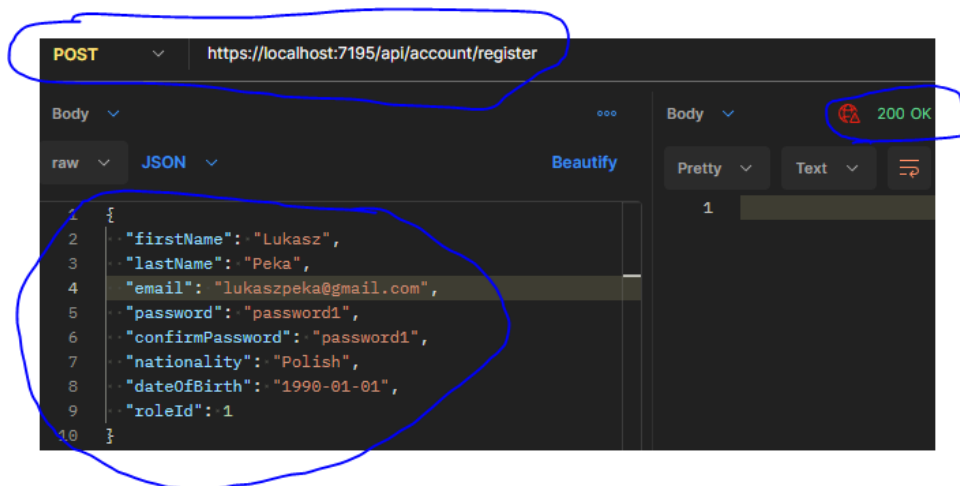 POST https://localhost:7195/api/account/register
Body ooo Body 200 OK
raw JSON Beautify Pretty Text
1 {
2 "firstName": "Lukasz",
3 "lastName": "Peka",
4 "email": "lukaszpeka@gmail.com",
5 "password": "password1",
6 "confirmPassword": "password1",
7 "nationality": "Polish",
8 "dateOfBirth": "1990-01-01",
9 "roleId": 1
10 }
1